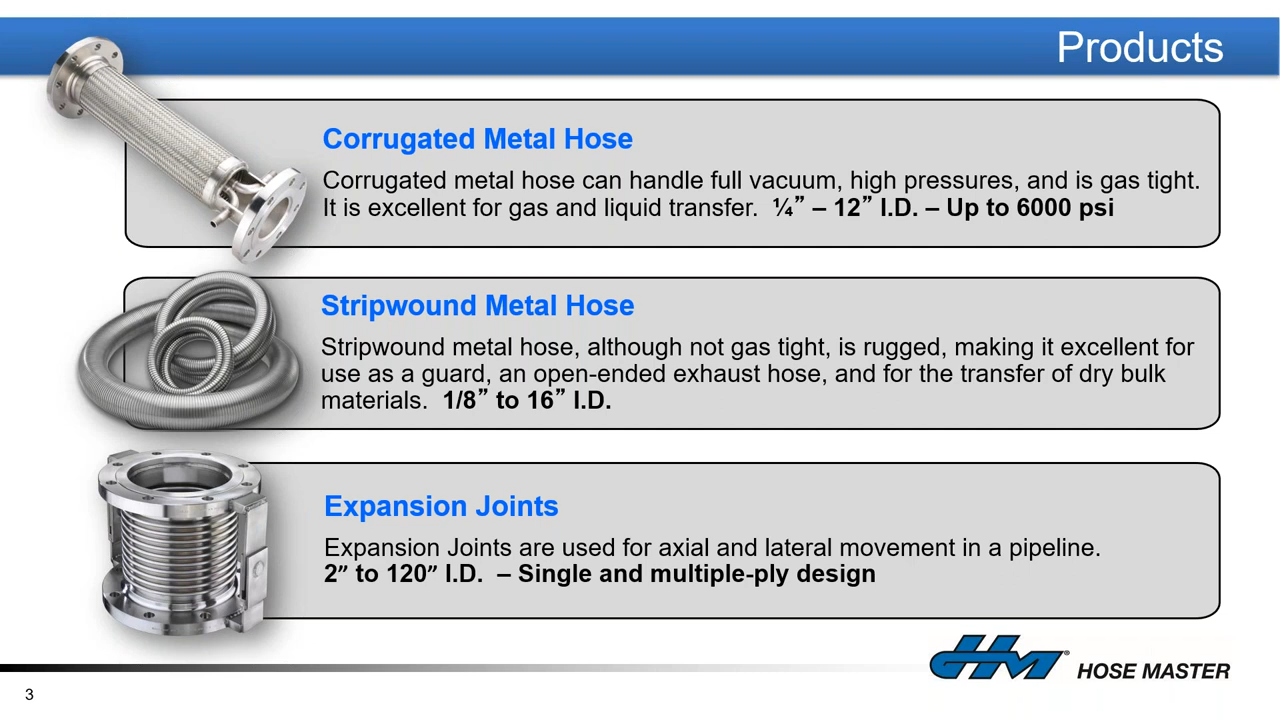 Products
Corrugated Metal Hose
Corrugated metal hose can handle full vacuum, high pressures, and is gas tight.
It is excellent for gas and liquid transfer.  ¼” – 12” I.D. – Up to 6000 psi
Stripwound Metal Hose
Stripwound metal hose, although not gas tight, is rugged, making it excellent for
use as a guard, an open-ended exhaust hose, and for the transfer of dry bulk
materials.  1/8” to 16” I.D.
Expansion Joints
Expansion Joints are used for axial and lateral movement in a pipeline.
2” to 120” I.D.  – Single and multiple-ply design
HM® HOSE MASTER
3